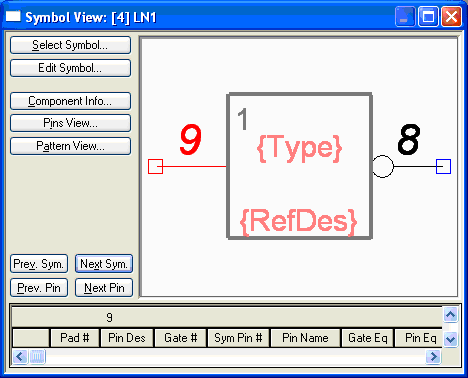 Symbol View: [4] LN1
Select Symbol...
Edit Symbol...
Component Info...
Pins View...
Pattern View...
9
8
1
{Type}
{RefDes}
Prev. Sym.
Next Sym.
Prev. Pin
Next Pin
9
Pad # Pin Des Gate # Sym Pin # Pin Name Gate Eq Pin Eq